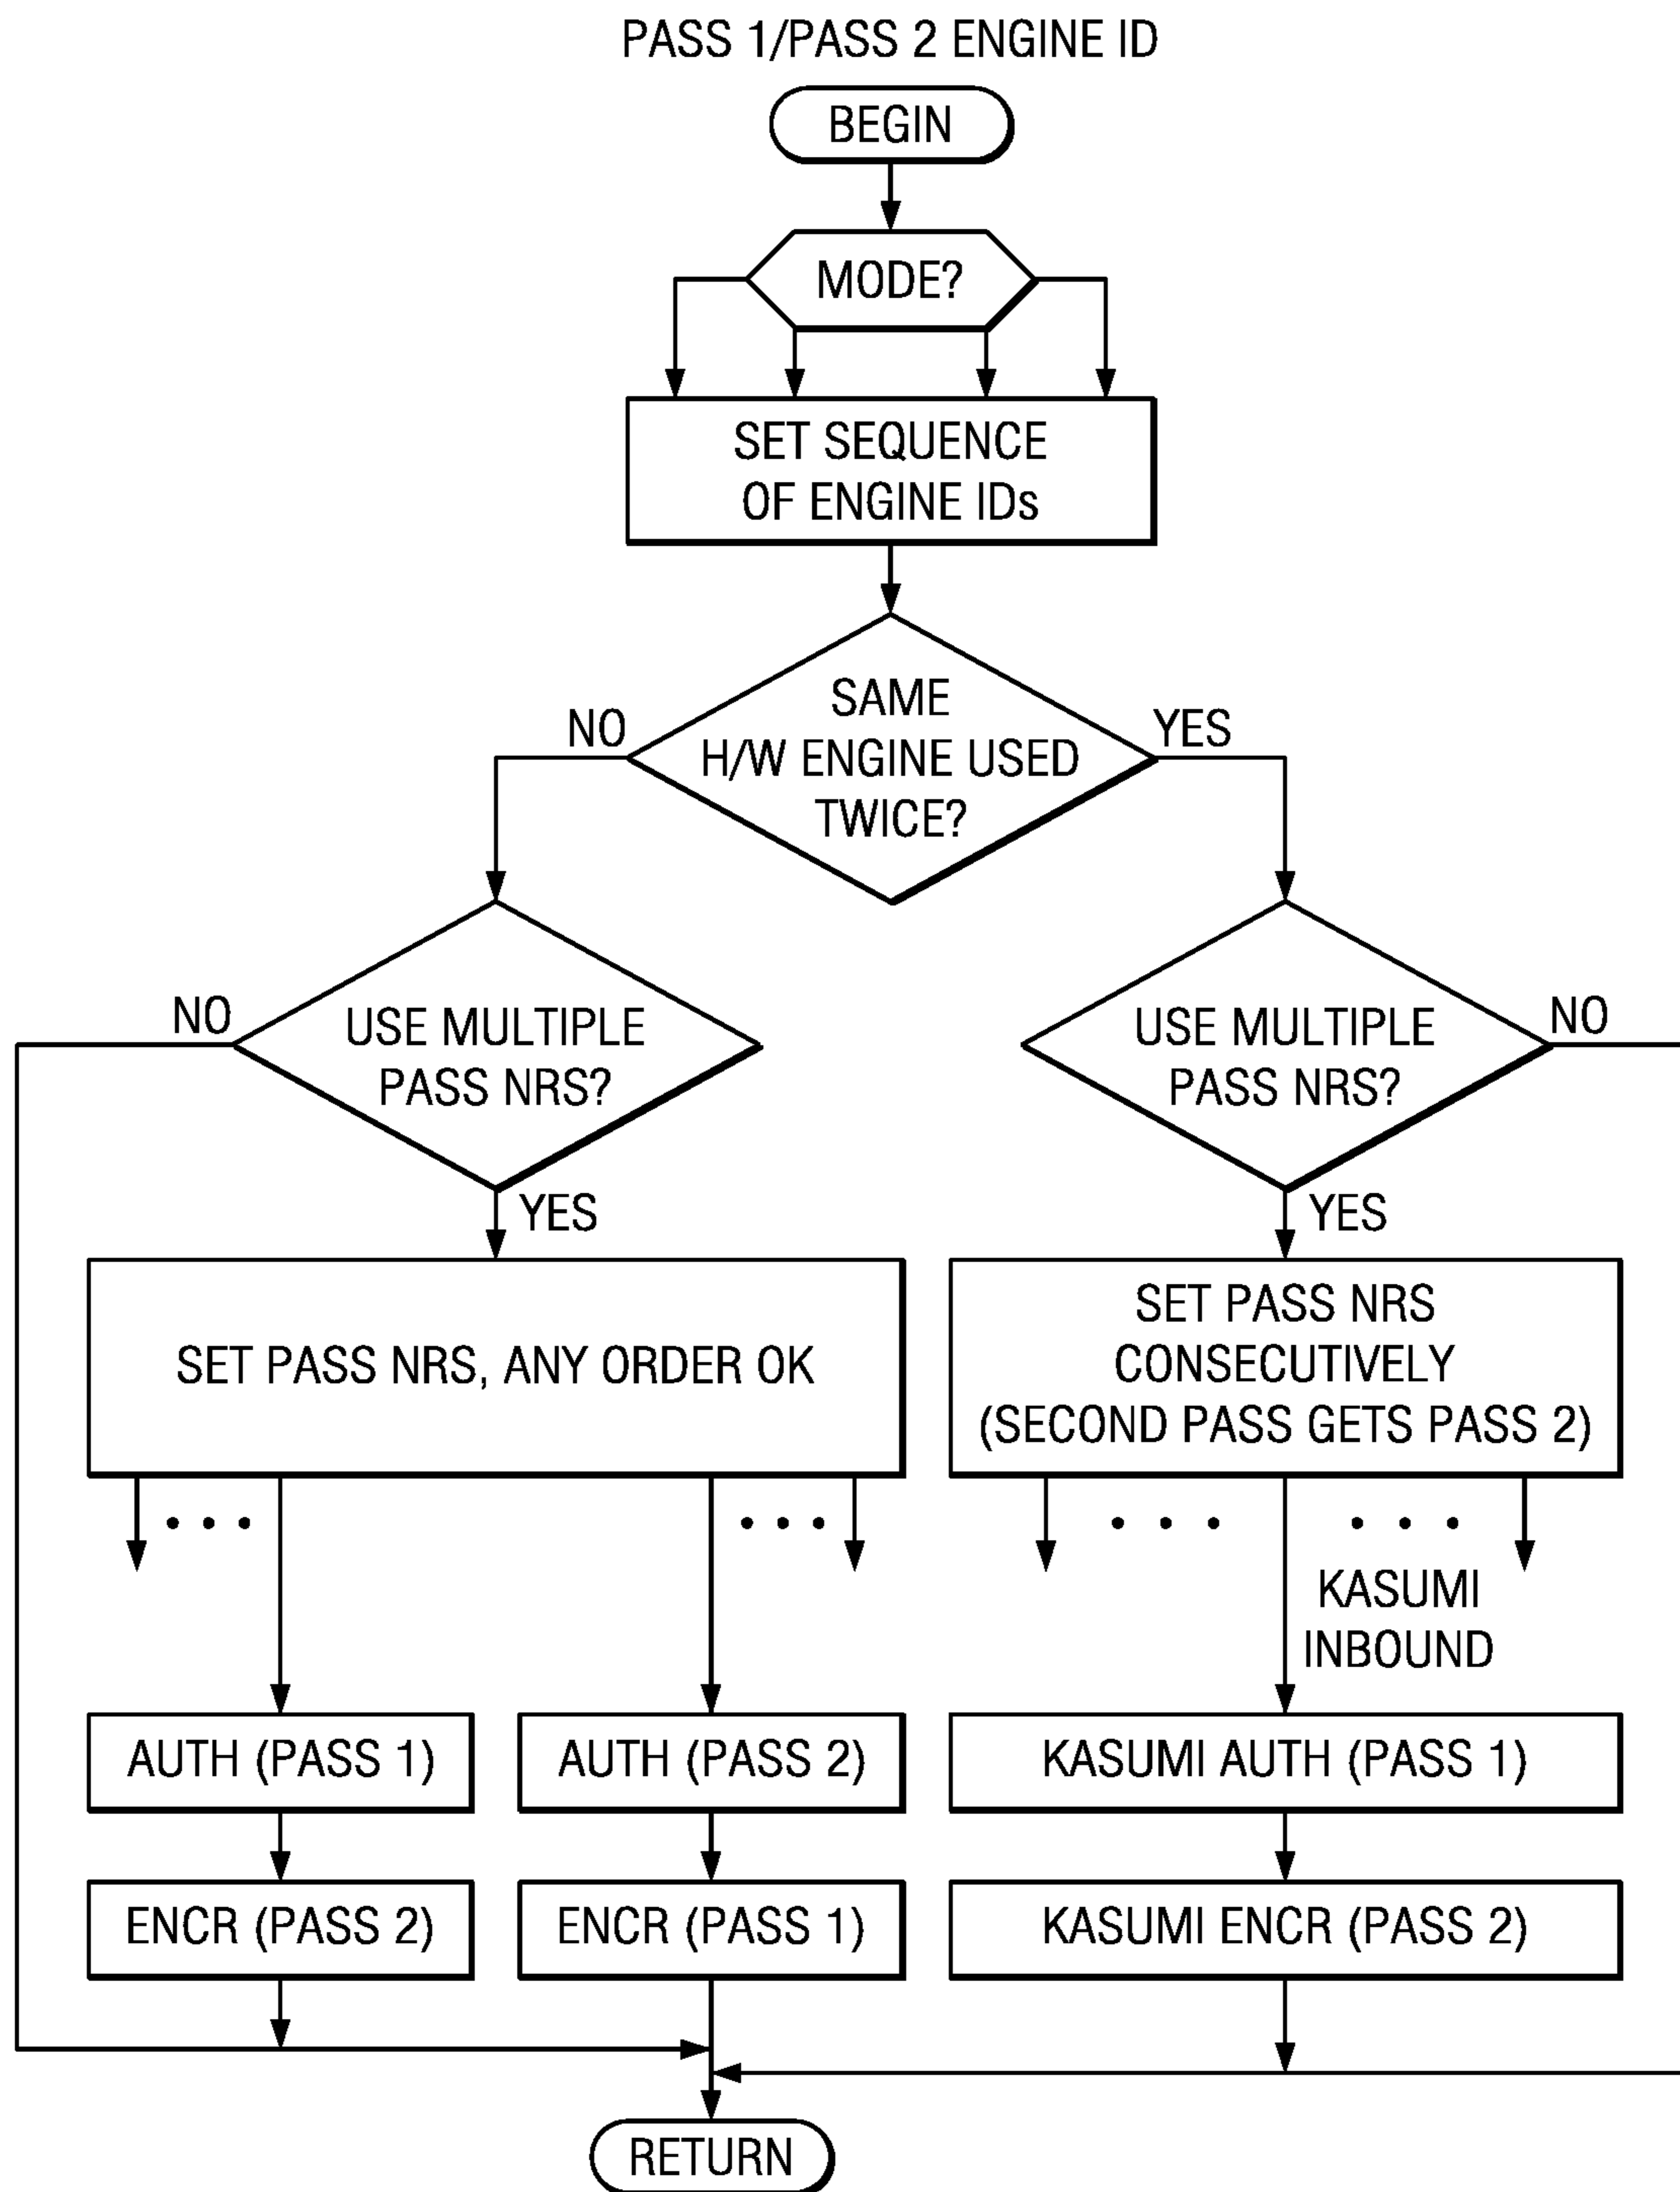 PASS 1/PASS 2 ENGINE ID
BEGIN
MODE?
SET SEQUENCE
OF ENGINE IDs
SAME
H/W ENGINE USED
TWICE?
NO
YES
NO
USE MULTIPLE
PASS NRS?
YES
USE MULTIPLE
PASS NRS?
NO
YES
SET PASS NRS, ANY ORDER OK
SET PASS NRS
CONSECUTIVELY
(SECOND PASS GETS PASS 2)
KASUMI
INBOUND
AUTH (PASS 1)
AUTH (PASS 2)
KASUMI AUTH (PASS 1)
ENCR (PASS 2)
ENCR (PASS 1)
KASUMI ENCR (PASS 2)
RETURN